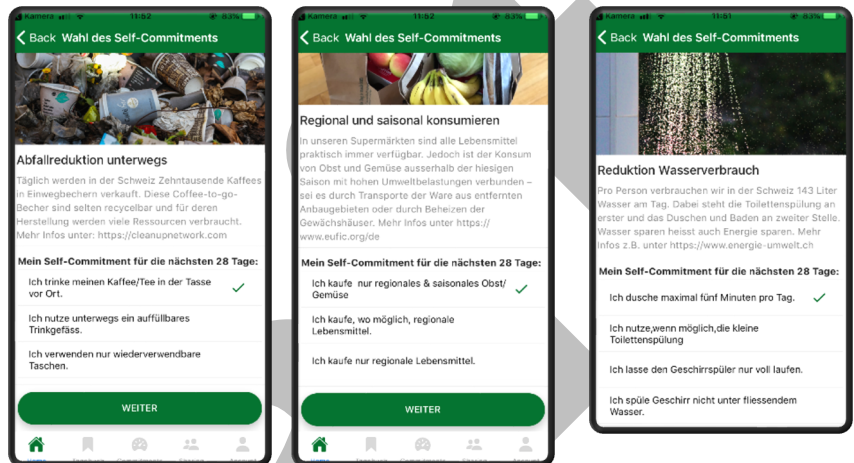 Kamera 11:52 83%
Back Wahl des Self-Commitments
Abfallreduktion unterwegs
Täglich werden in der Schweiz Zehntausende Kaffees
in Einwegbechern verkauft. Diese Coffee-to-go-
Becher sind selten recycelbar und für deren
Herstellung werden viele Ressourcen verbraucht.
Mehr Infos unter: https://cleanupnetwork.com
Mein Self-Commitment für die nächsten 28 Tage:
Ich trinke meinen Kaffee/Tee in der Tasse
vor Ort.
Ich nutze unterwegs ein auffüllbares
Trinkgefäss.
Ich verwenden nur wiederverwendbare
Taschen.
WEITER
Kamera 11:52 83%
Back Wahl des Self-Commitments
Regional und saisonal konsumieren
In unseren Supermärkten sind alle Lebensmittel
praktisch immer verfügbar. Jedoch ist der Konsum
von Obst und Gemüse ausserhalb der hiesigen
Saison mit hohen Umweltbelastungen verbunden –
sei es durch Transporte der Ware aus entfernten
Anbaugebieten oder durch Beheizen der
Gewächshäuser. Mehr Infos unter https://
www.eufic.org/de
Mein Self-Commitment für die nächsten 28 Tage:
Ich kaufe nur regionales & saisonales Obst/
Gemüse
Ich kaufe, wo möglich, regionale
Lebensmittel.
Ich kaufe nur regionale Lebensmittel.
WEITER
Kamera 11:51 83%
Back Wahl des Self-Commitments
Reduktion Wasserverbrauch
Pro Person verbrauchen wir in der Schweiz 143 Liter
Wasser am Tag. Dabei steht die Toilettenspülung an
erster und das Duschen und Baden an zweiter Stelle.
Wasser sparen heisst auch Energie sparen. Mehr
Infos z.B. unter https://www.energie-umwelt.ch
Mein Self-Commitment für die nächsten 28 Tage:
Ich dusche maximal fünf Minuten pro Tag.
Ich nutze,wenn möglich,die kleine
Toilettenspülung
Ich lasse den Geschirrspüler nur voll laufen.
Ich spüle Geschirr nicht unter fliessendem
Wasser.